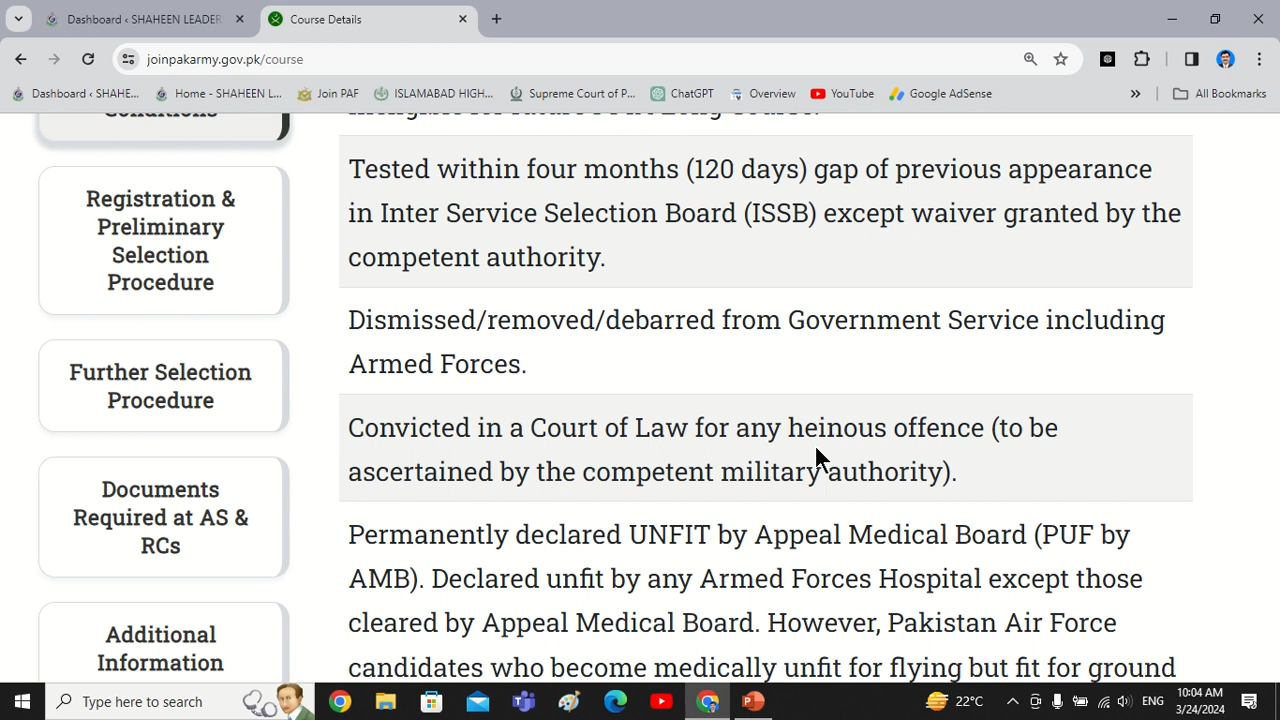 Dashboard ‹ SHAHEEN LEADER
Course Details
joinpakarmy.gov.pk/course
Dashboard ‹ SHAHE...
Home - SHAHEEN L...
Join PAF
ISLAMABAD HIGH...
Supreme Court of P...
ChatGPT
Overview
YouTube
Google AdSense
All Bookmarks
Conditions
Registration &
Preliminary
Selection
Procedure
Further Selection
Procedure
Documents
Required at AS &
RCs
Additional
Information
Tested within four months (120 days) gap of previous appearance
in Inter Service Selection Board (ISSB) except waiver granted by the
competent authority.
Dismissed/removed/debarred from Government Service including
Armed Forces.
Convicted in a Court of Law for any heinous offence (to be
ascertained by the competent military authority).
Permanently declared UNFIT by Appeal Medical Board (PUF by
AMB). Declared unfit by any Armed Forces Hospital except those
cleared by Appeal Medical Board. However, Pakistan Air Force
candidates who become medically unfit for flying but fit for ground
Type here to search
22°C
ENG
10:04 AM
3/24/2024